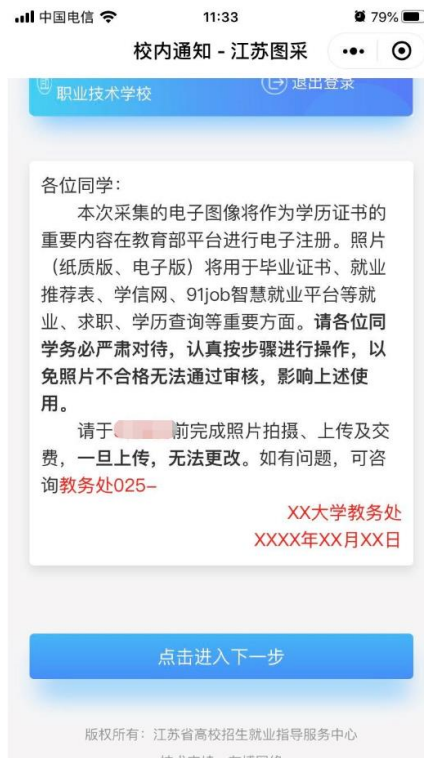 中国电信
11:33
79%
校内通知 - 江苏图采
职业技术学校
退出登录
各位同学：
本次采集的电子图像将作为学历证书的
重要内容在教育部平台进行电子注册。照片
（纸质版、电子版）将用于毕业证书、就业
推荐表、学信网、91job智慧就业平台等就
业、求职、学历查询等重要方面。请各位同
学务必严肃对待，认真按步骤进行操作，以
免照片不合格无法通过审核，影响上述使
用。
请于 前完成照片拍摄、上传及交
费，一旦上传，无法更改。如有问题，可咨
询教务处025–
XX大学教务处
XXXX年XX月XX日
点击进入下一步
版权所有：江苏省高校招生就业指导服务中心